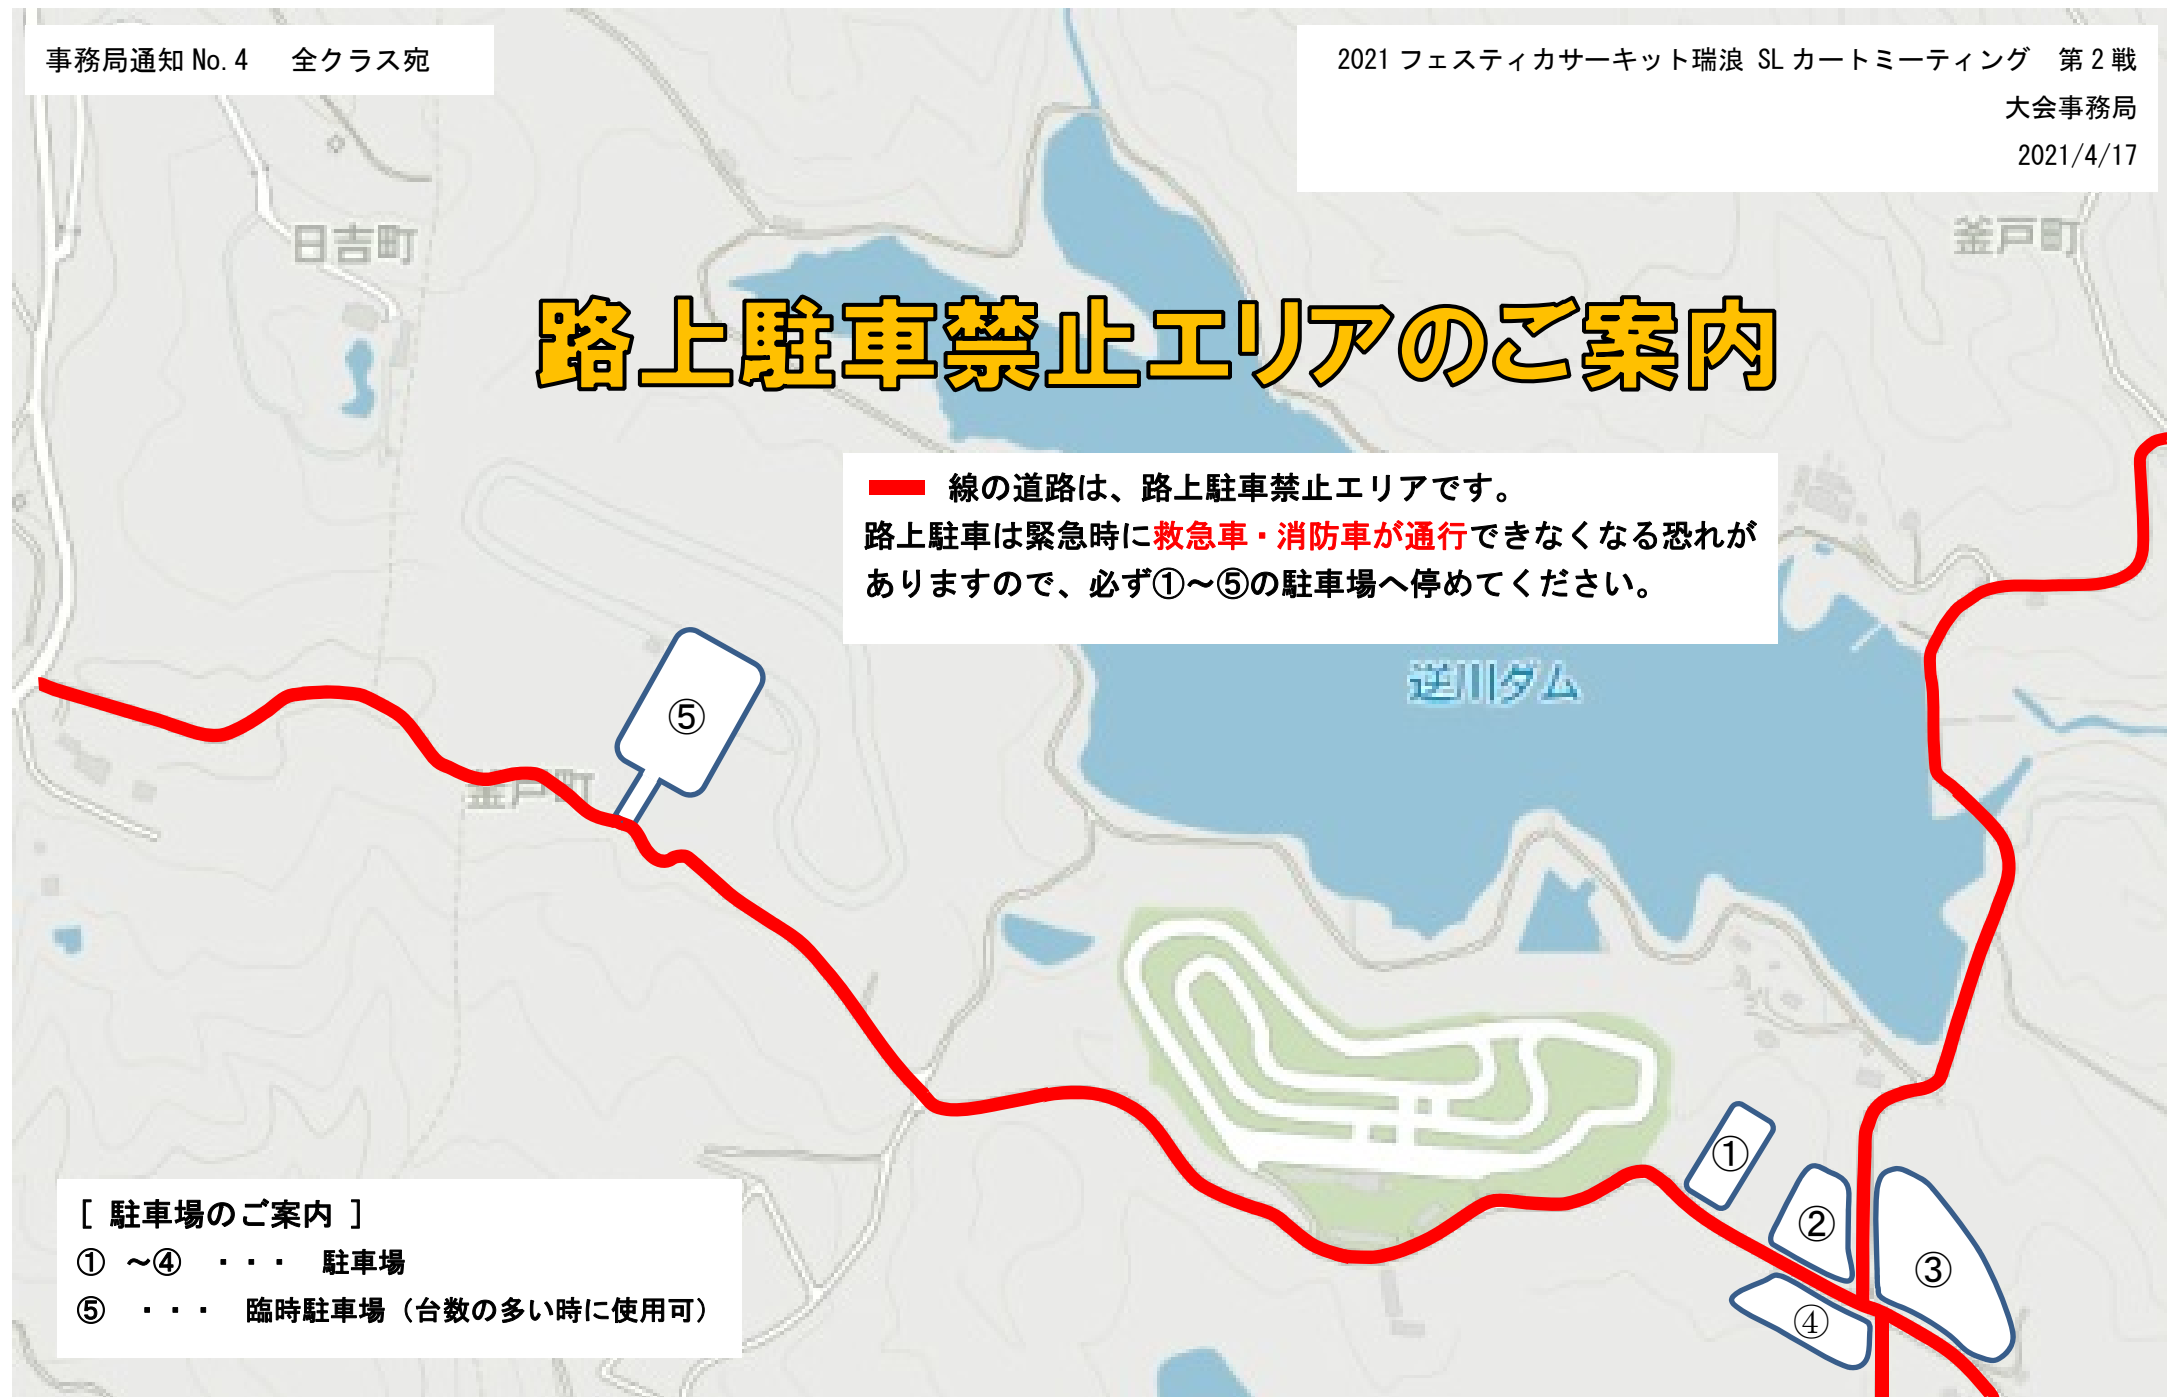 事務局通知 No.4　全クラス宛
2021 フェスティカサーキット瑞浪 SL カートミーティング　第 2 戦
大会事務局
2021/4/17
日吉町
釜戸町
路上駐車禁止エリアのご案内
線の道路は、路上駐車禁止エリアです。
路上駐車は緊急時に救急車・消防車が通行できなくなる恐れが
ありますので、必ず①～⑤の駐車場へ停めてください。
逆川ダム
⑤
釜戸町
①
②
③
④
[ 駐車場のご案内 ]
① ～④　・・・　駐車場
⑤　・・・　臨時駐車場（台数の多い時に使用可）